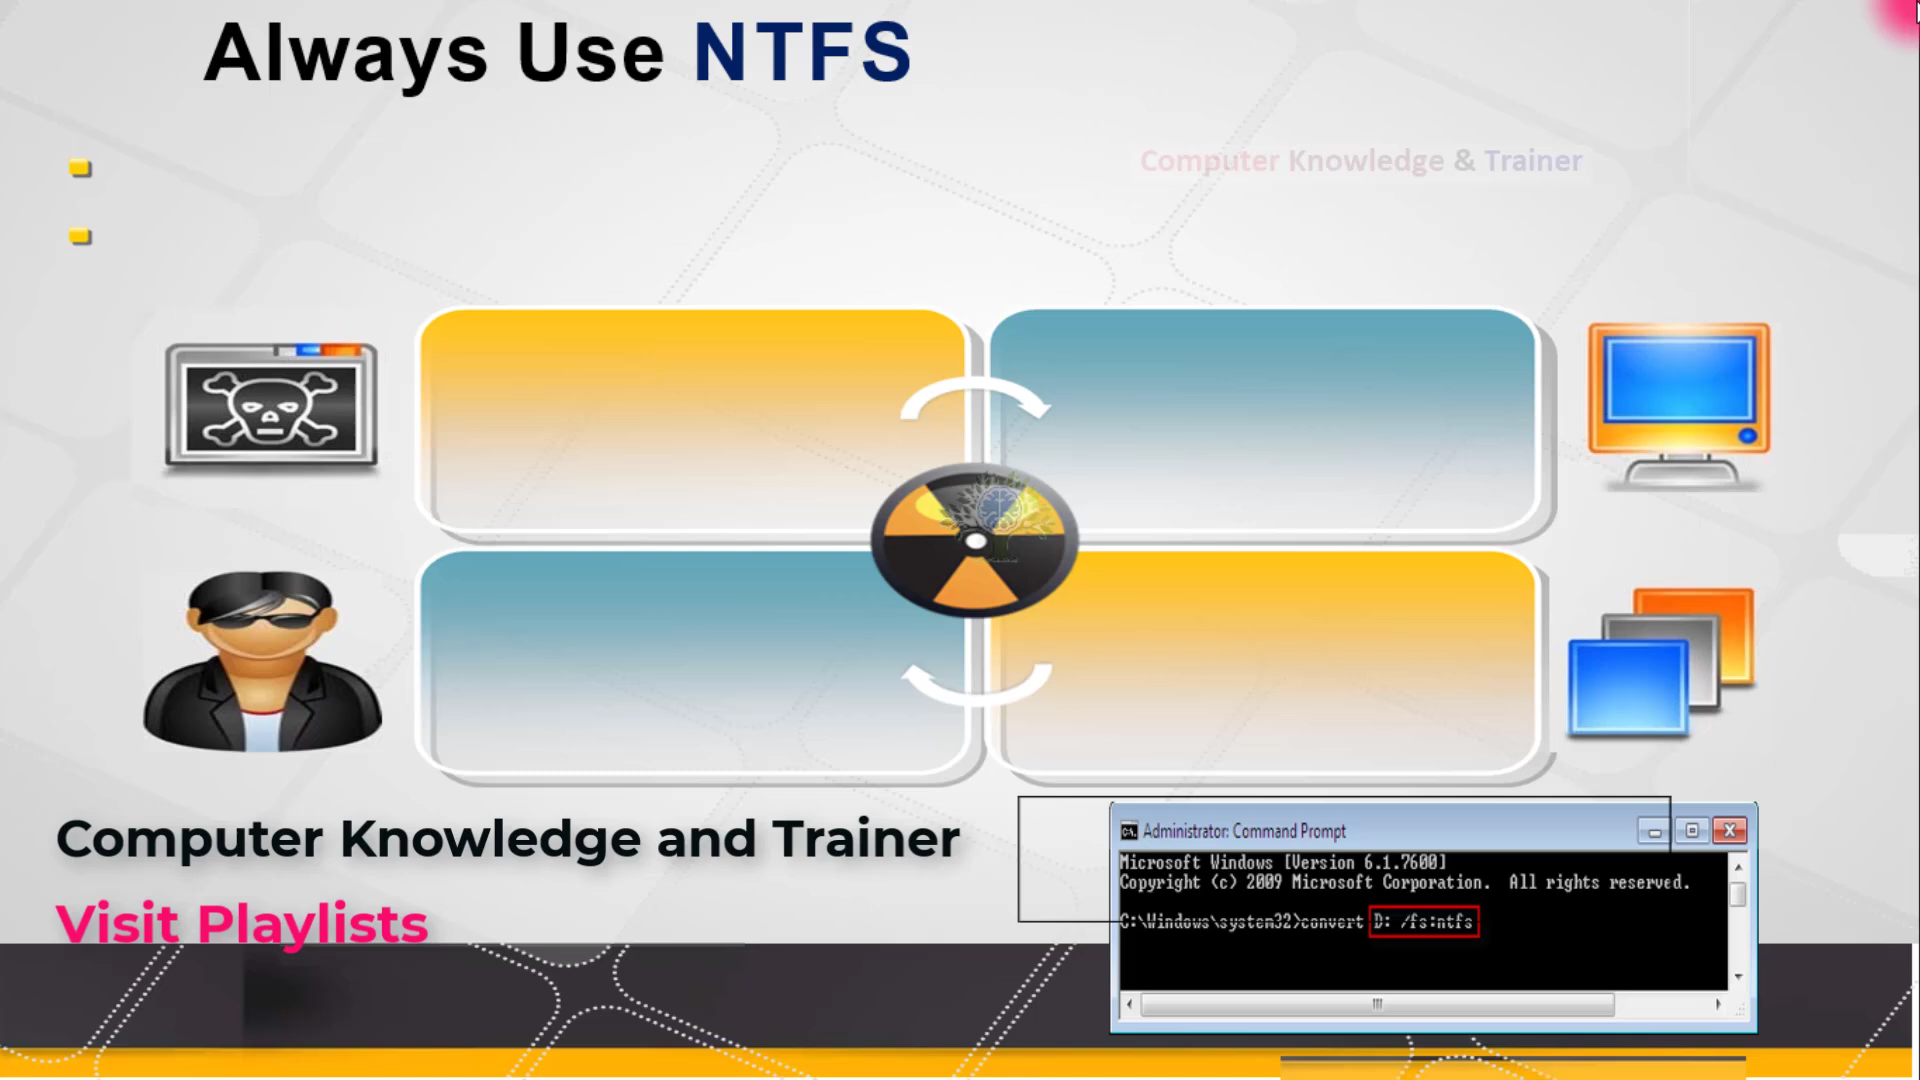 Always Use NTFS
Computer Knowledge & Trainer
Computer Knowledge and Trainer
Visit Playlists
Administrator: Command Prompt
Microsoft Windows [Version 6.1.7600]
Copyright (c) 2009 Microsoft Corporation. All rights reserved.
C:\Windows\system32>convert D: /fs:ntfs